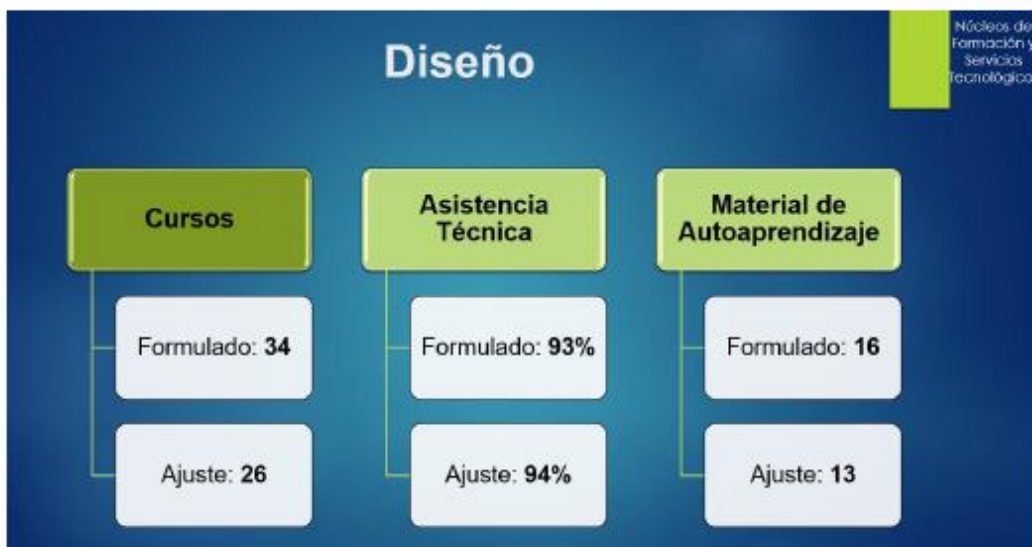 Diseño
Núcleos de
Formación y
Servicios
Tecnológico
Cursos
Formulado: 34
Ajuste: 26
Asistencia
Técnica
Formulado: 93%
Ajuste: 94%
Material de
Autoaprendizaje
Formulado: 16
Ajuste: 13